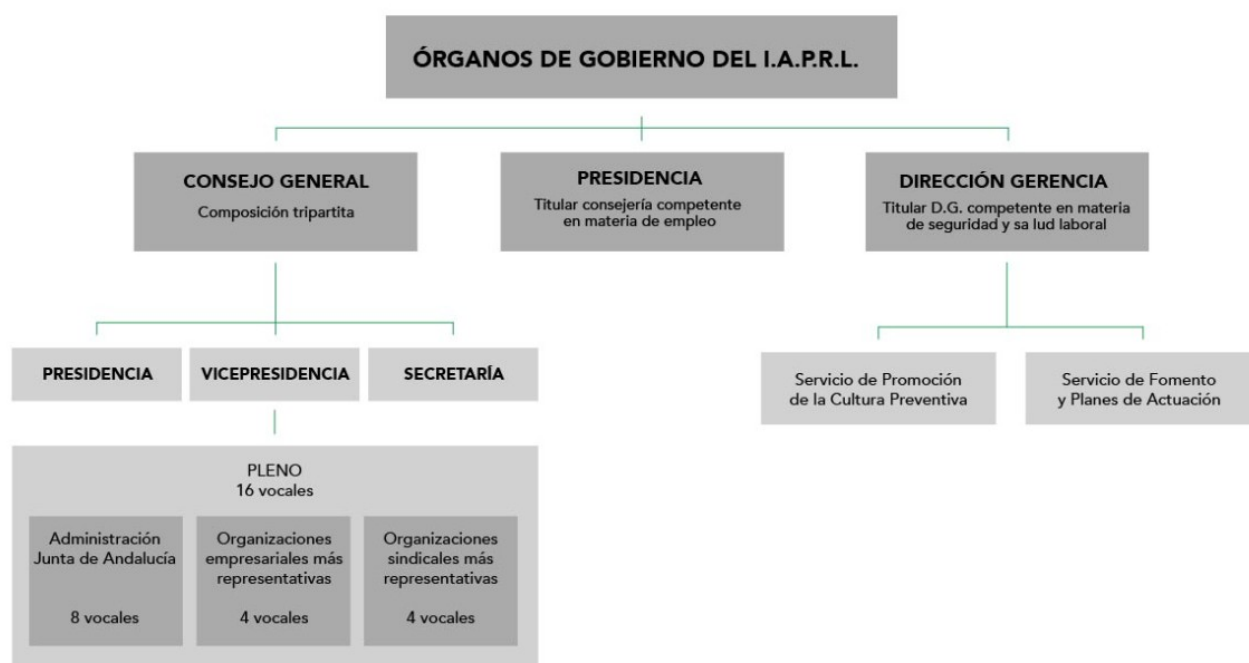 ÓRGANOS DE GOBIERNO DEL I.A.P.R.L.
CONSEJO GENERAL
Composición tripartita
PRESIDENCIA
Titular consejería competente
en materia de empleo
DIRECCIÓN GERENCIA
Titular D.G. competente en materia
de seguridad y sa lud laboral
PRESIDENCIA
VICEPRESIDENCIA
SECRETARÍA
Servicio de Promoción
de la Cultura Preventiva
Servicio de Fomento
y Planes de Actuación
PLENO
16 vocales
Administración
Junta de Andalucía
8 vocales
Organizaciones
empresariales más
representativas
4 vocales
Organizaciones
sindicales más
representativas
4 vocales